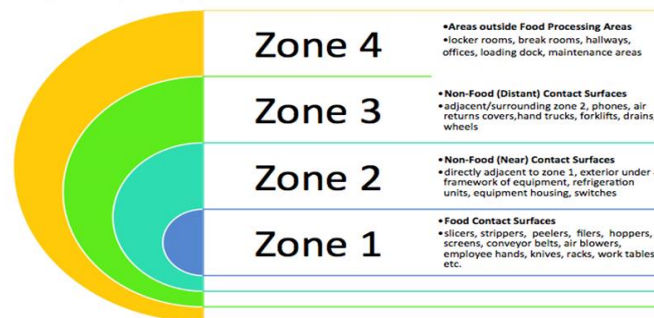 Zone 4
•Areas outside Food Processing Areas
•locker rooms, break rooms, hallways,
offices, loading dock, maintenance areas
Zone 3
•Non-Food (Distant) Contact Surfaces
•adjacent/surrounding zone 2, phones, air
returns covers,hand trucks, forklifts, drains,
wheels
Zone 2
•Non-Food (Near) Contact Surfaces
•directly adjacent to zone 1, exterior under
framework of equipment, refrigeration
units, equipment housing, switches
Zone 1
•Food Contact Surfaces
•slicers, strippers, peelers, filers, hoppers,
screens, conveyor belts, air blowers,
employee hands, knives, racks, work tables
etc.